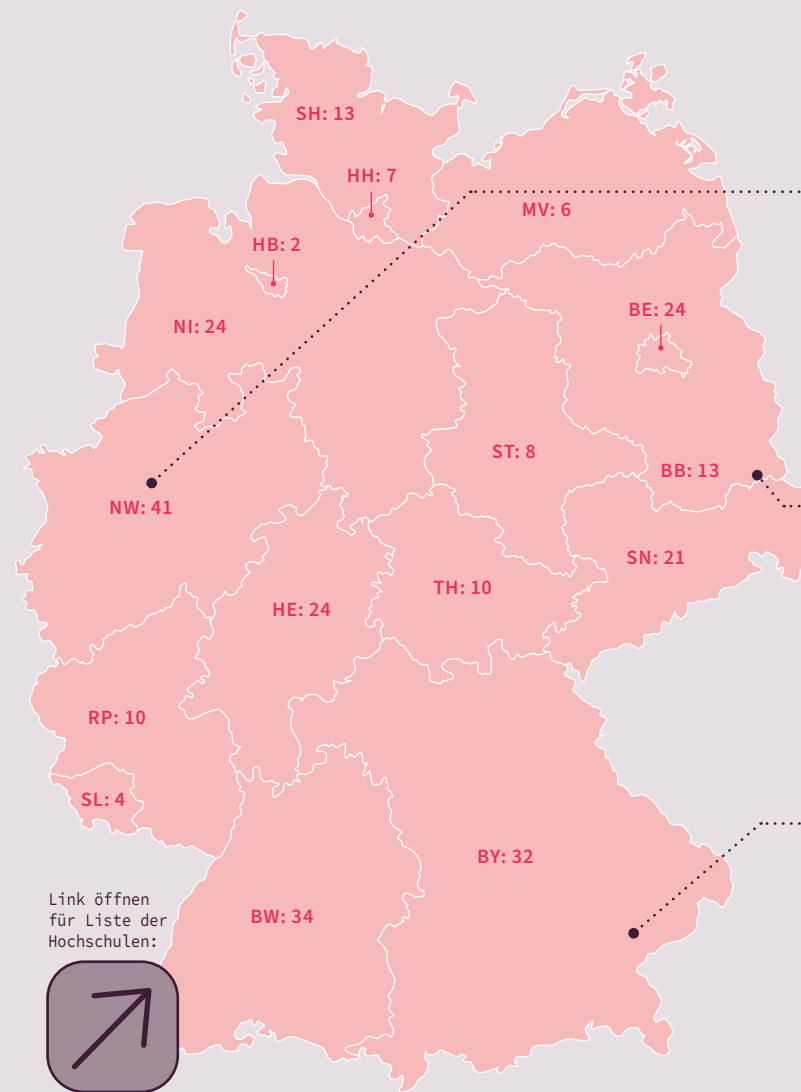 SH: 13
HH: 7
MV: 6
HB: 2
BE: 24
NI: 24
ST: 8
BB: 13
NW: 41
SN: 21
TH: 10
HE: 24
RP: 10
SL: 4
BY: 32
BW: 34
Link öffnen
für Liste der
Hochschulen: